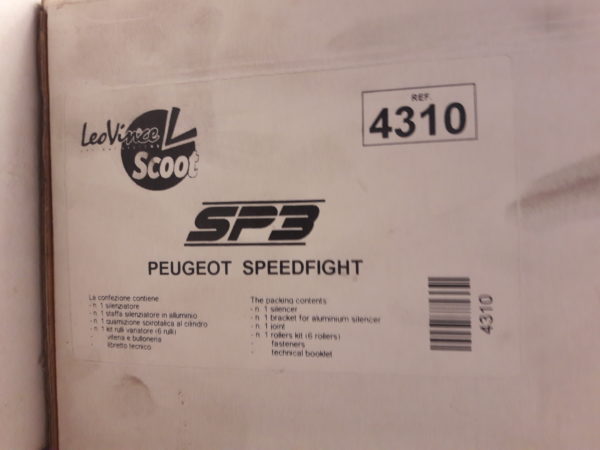 LeoVince
Scoot
REF.
4310
SP3
PEUGEOT SPEEDFIGHT
La confezione contiene
- n. 1 silenziatore
- n. 1 staffa silenziatore in alluminio
- n. 1 guarnizione spirotalica al cilindro
- n. 1 kit rulli variatore (6 rulli)
- viteria e bulloneria
- libretto tecnico
The packing contents
- n. 1 silencer
- n. 1 bracket for aluminium silencer
- n. 1 joint
- n. 1 rollers kit (6 rollers)
- fasteners
technical booklet
4310